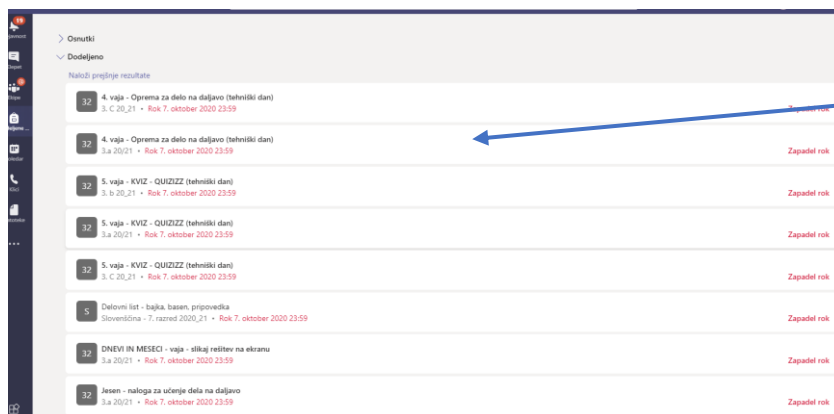 19
Osnutki
Dodeljeno
Naloži prejšnje rezultate
32
4. vaja - Oprema za delo na daljavo (tehniški dan)
3. C 20_21 • Rok 7. oktober 2020 23:59
Zapadel rok
32
4. vaja - Oprema za delo na daljavo (tehniški dan)
3.a 20/21 • Rok 7. oktober 2020 23:59
Zapadel rok
32
5. vaja - KVIZ - QUIZIZZ (tehniški dan)
3. b 20_21 • Rok 7. oktober 2020 23:59
Zapadel rok
32
5. vaja - KVIZ - QUIZIZZ (tehniški dan)
3.a 20/21 • Rok 7. oktober 2020 23:59
Zapadel rok
32
5. vaja - KVIZ - QUIZIZZ (tehniški dan)
3. C 20_21 • Rok 7. oktober 2020 23:59
Zapadel rok
S
Delovni list - bajka, basen, pripovedka
Slovenščina - 7. razred 2020_21 • Rok 7. oktober 2020 23:59
Zapadel rok
32
DNEVI IN MESECI - vaja - slikaj rešitev na ekranu
3.a 20/21 • Rok 7. oktober 2020 23:59
Zapadel rok
32
Jesen - naloga za učenje dela na daljavo
3.a 20/21 • Rok 7. oktober 2020 23:59
Zapadel rok